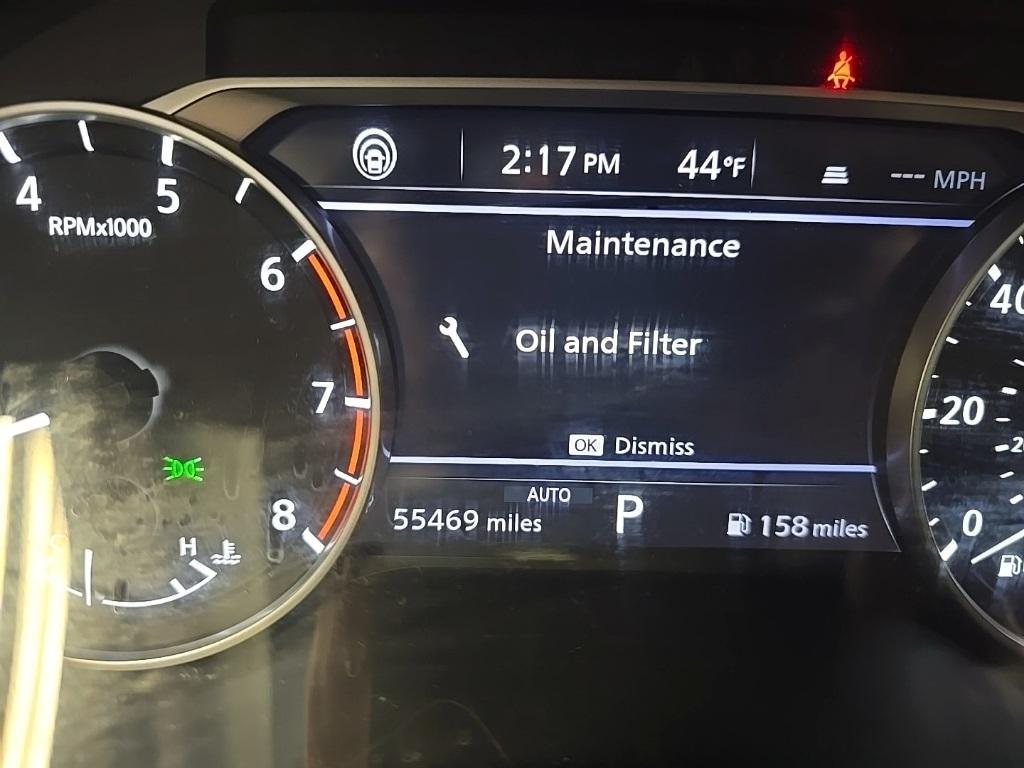 2:17 PM 44°F --- MPH
Maintenance
Oil and Filter
OK Dismiss
AUTO
55469 miles P 158 miles
4 5 6 7 8
RPMx1000
H
40
20
0